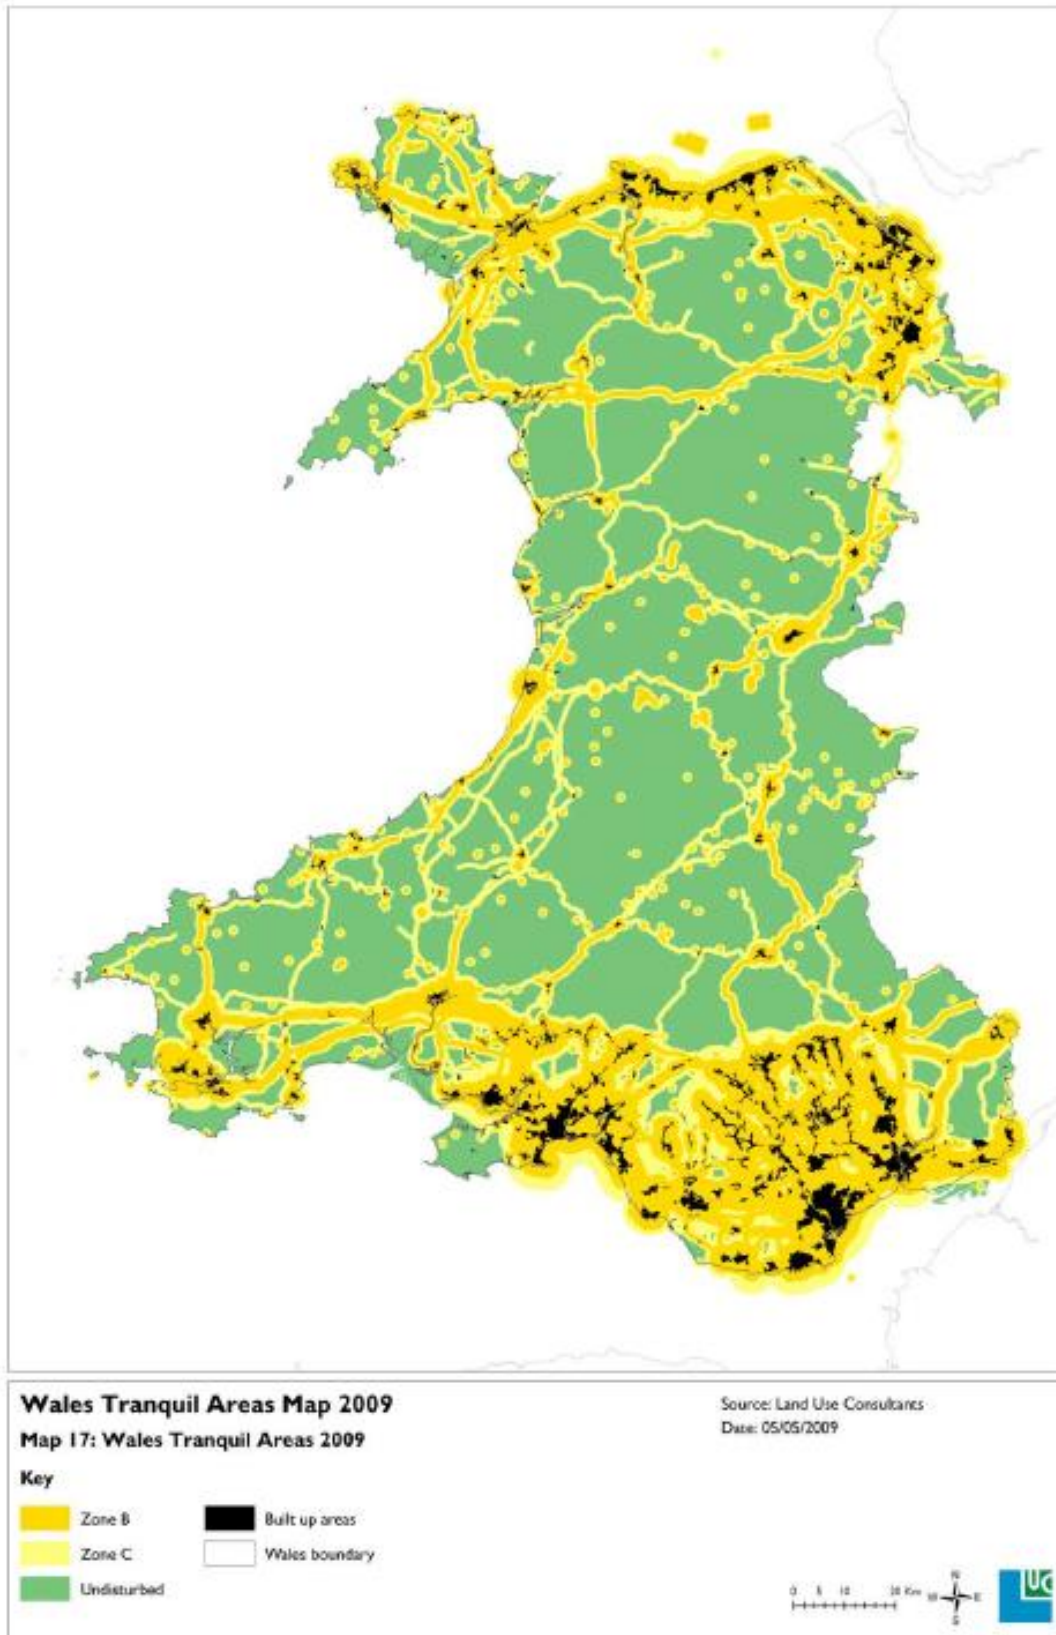 Wales Tranquil Areas Map 2009
Map 17: Wales Tranquil Areas 2009
Source: Land Use Consultants
Date: 05/05/2009
Key
Zone B
Built up areas
Zone C
Wales boundary
Undisturbed
0 5 10 20 Km
N
W E
S
LUC